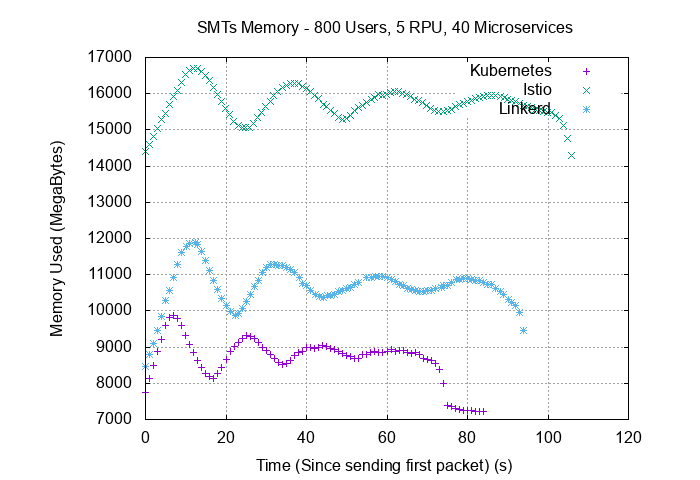 SMTs Memory - 800 Users, 5 RPU, 40 Microservices
17000
16000
15000
14000
13000
12000
11000
10000
9000
8000
7000
Memory Used (MegaBytes)
Kubernetes
Istio
Linkerd
0 20 40 60 80 100 120
Time (Since sending first packet) (s)